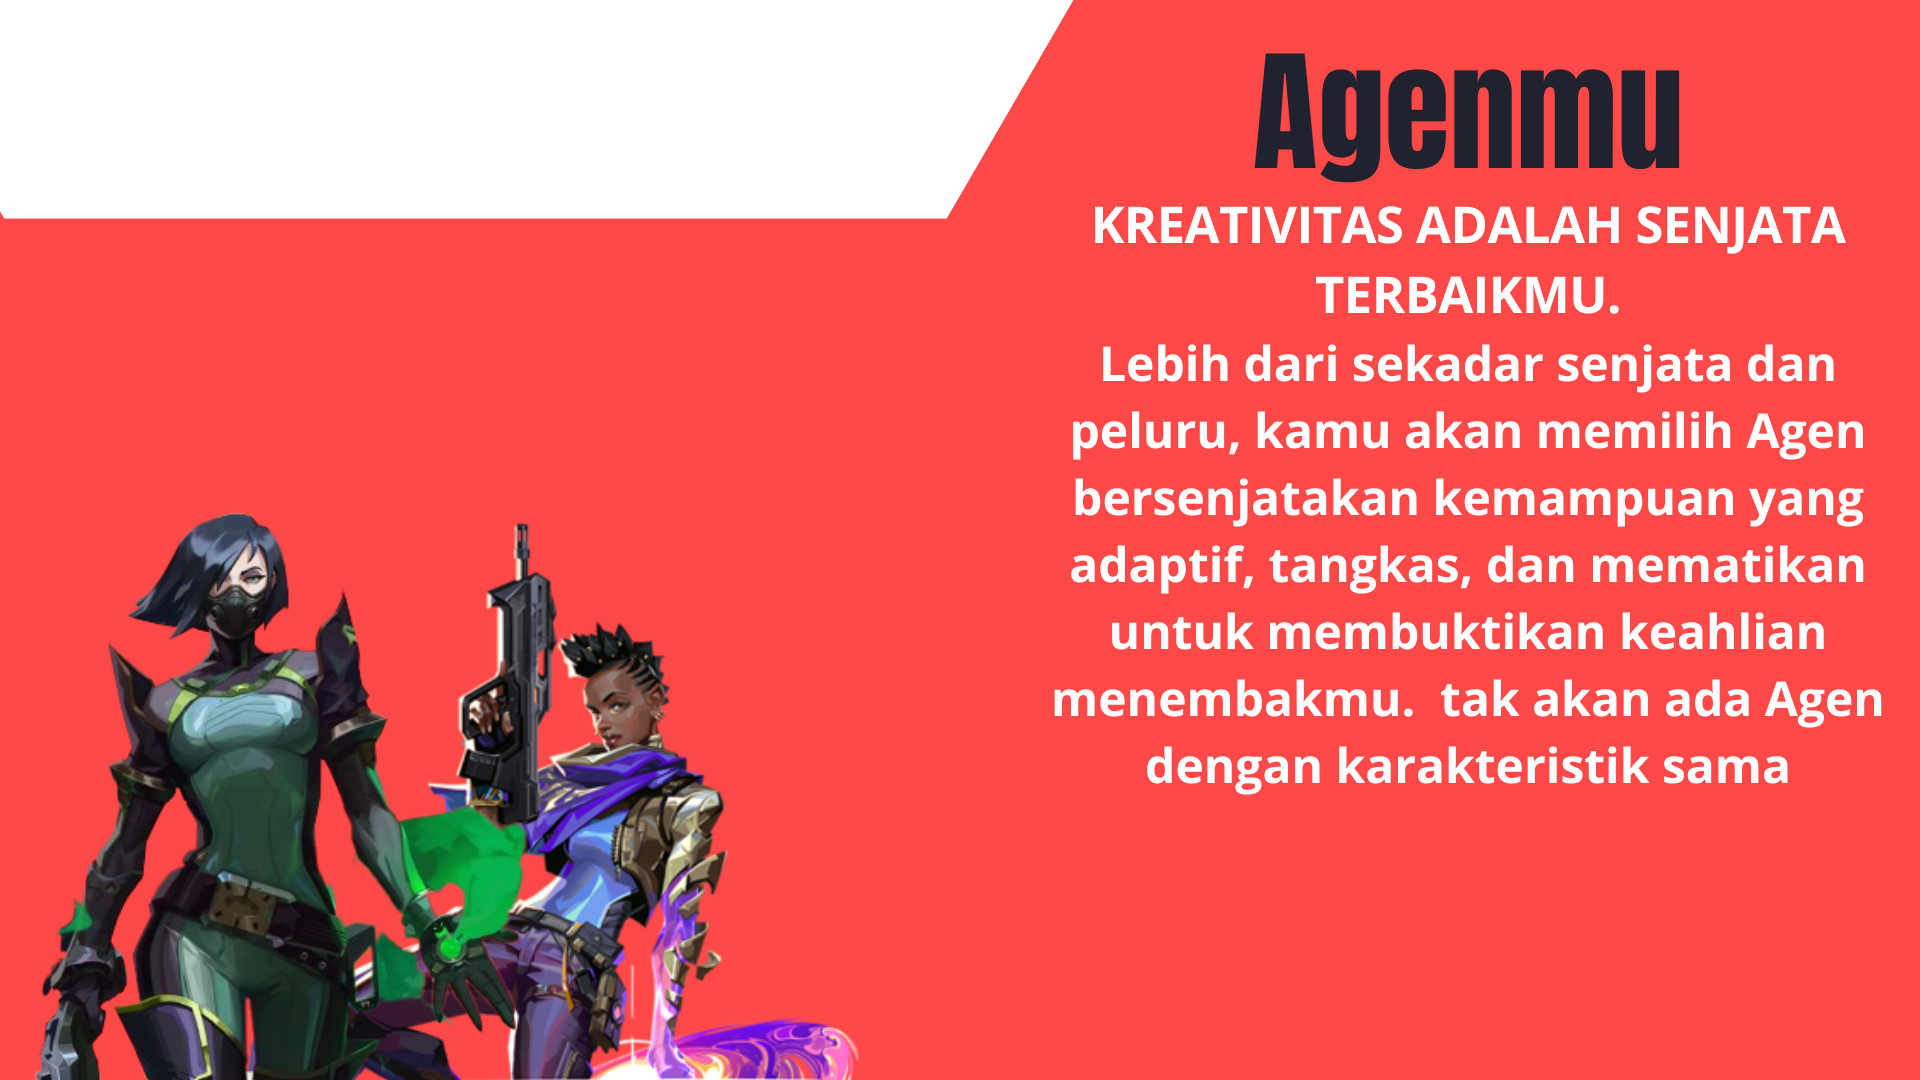 Agenmu
KREATIVITAS ADALAH SENJATA
TERBAIKMU.
Lebih dari sekadar senjata dan
peluru, kamu akan memilih Agen
bersenjatakan kemampuan yang
adaptif, tangkas, dan mematikan
untuk membuktikan keahlian
menembakmu.  tak akan ada Agen
dengan karakteristik sama